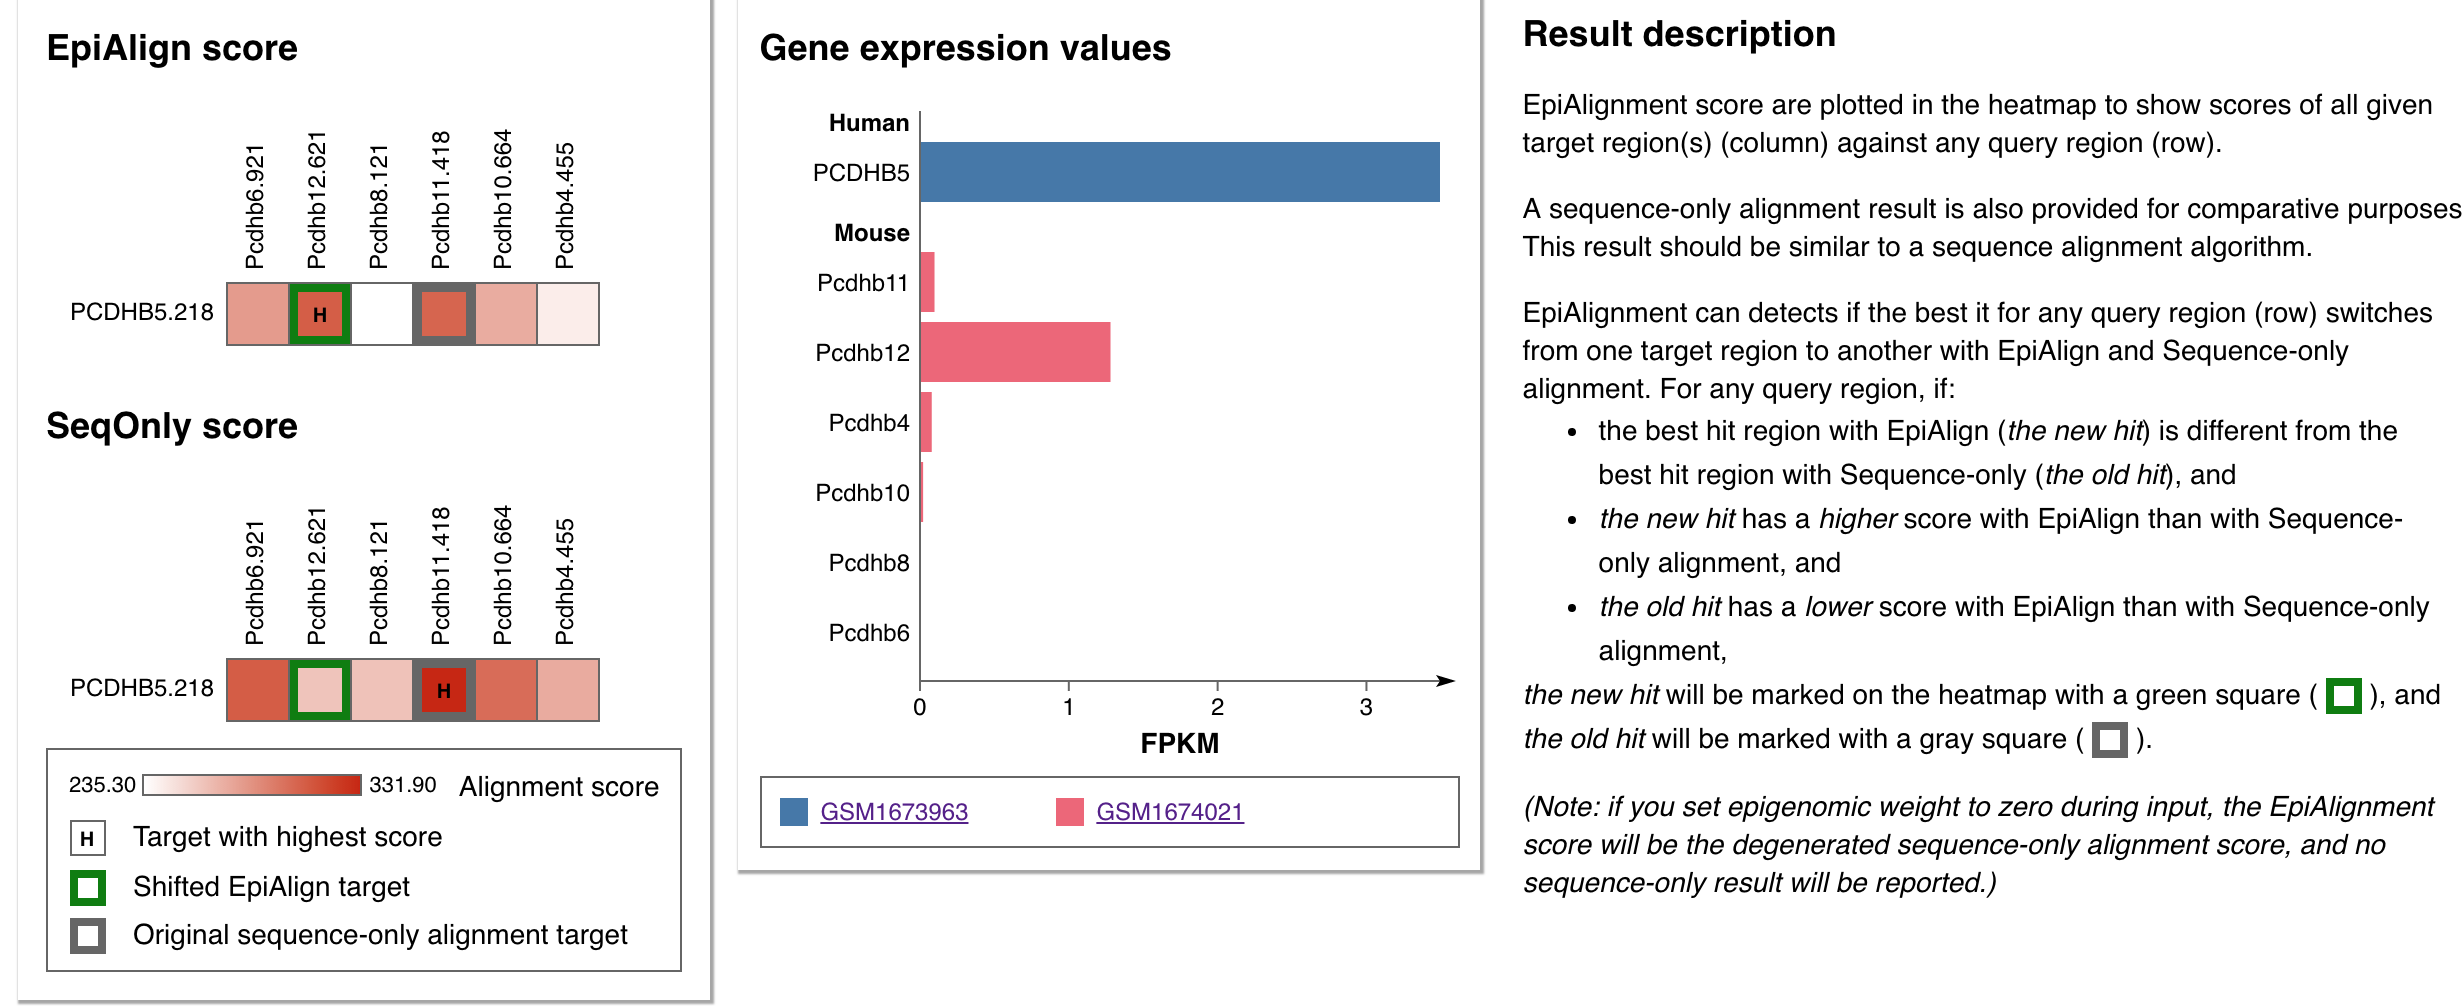 EpiAlign score
Pcdhb6.921
Pcdhb12.621
Pcdhb8.121
Pcdhb11.418
Pcdhb10.664
Pcdhb4.455
PCDHB5.218
H
SeqOnly score
Pcdhb6.921
Pcdhb12.621
Pcdhb8.121
Pcdhb11.418
Pcdhb10.664
Pcdhb4.455
PCDHB5.218
H
235.30
331.90
Alignment score
H
Target with highest score
Shifted EpiAlign target
Original sequence-only alignment target
Gene expression values
Human
PCDHB5
Mouse
Pcdhb11
Pcdhb12
Pcdhb4
Pcdhb10
Pcdhb8
Pcdhb6
0 1 2 3
FPKM
GSM1673963
GSM1674021
Result description
EpiAlignment score are plotted in the heatmap to show scores of all given
target region(s) (column) against any query region (row).
A sequence-only alignment result is also provided for comparative purposes
This result should be similar to a sequence alignment algorithm.
EpiAlignment can detects if the best it for any query region (row) switches
from one target region to another with EpiAlign and Sequence-only
alignment. For any query region, if:
• the best hit region with EpiAlign (the new hit) is different from the
best hit region with Sequence-only (the old hit), and
• the new hit has a higher score with EpiAlign than with Sequence-
only alignment, and
• the old hit has a lower score with EpiAlign than with Sequence-only
alignment,
the new hit will be marked on the heatmap with a green square ( ), and
the old hit will be marked with a gray square ( ).
(Note: if you set epigenomic weight to zero during input, the EpiAlignment
score will be the degenerated sequence-only alignment score, and no
sequence-only result will be reported.)